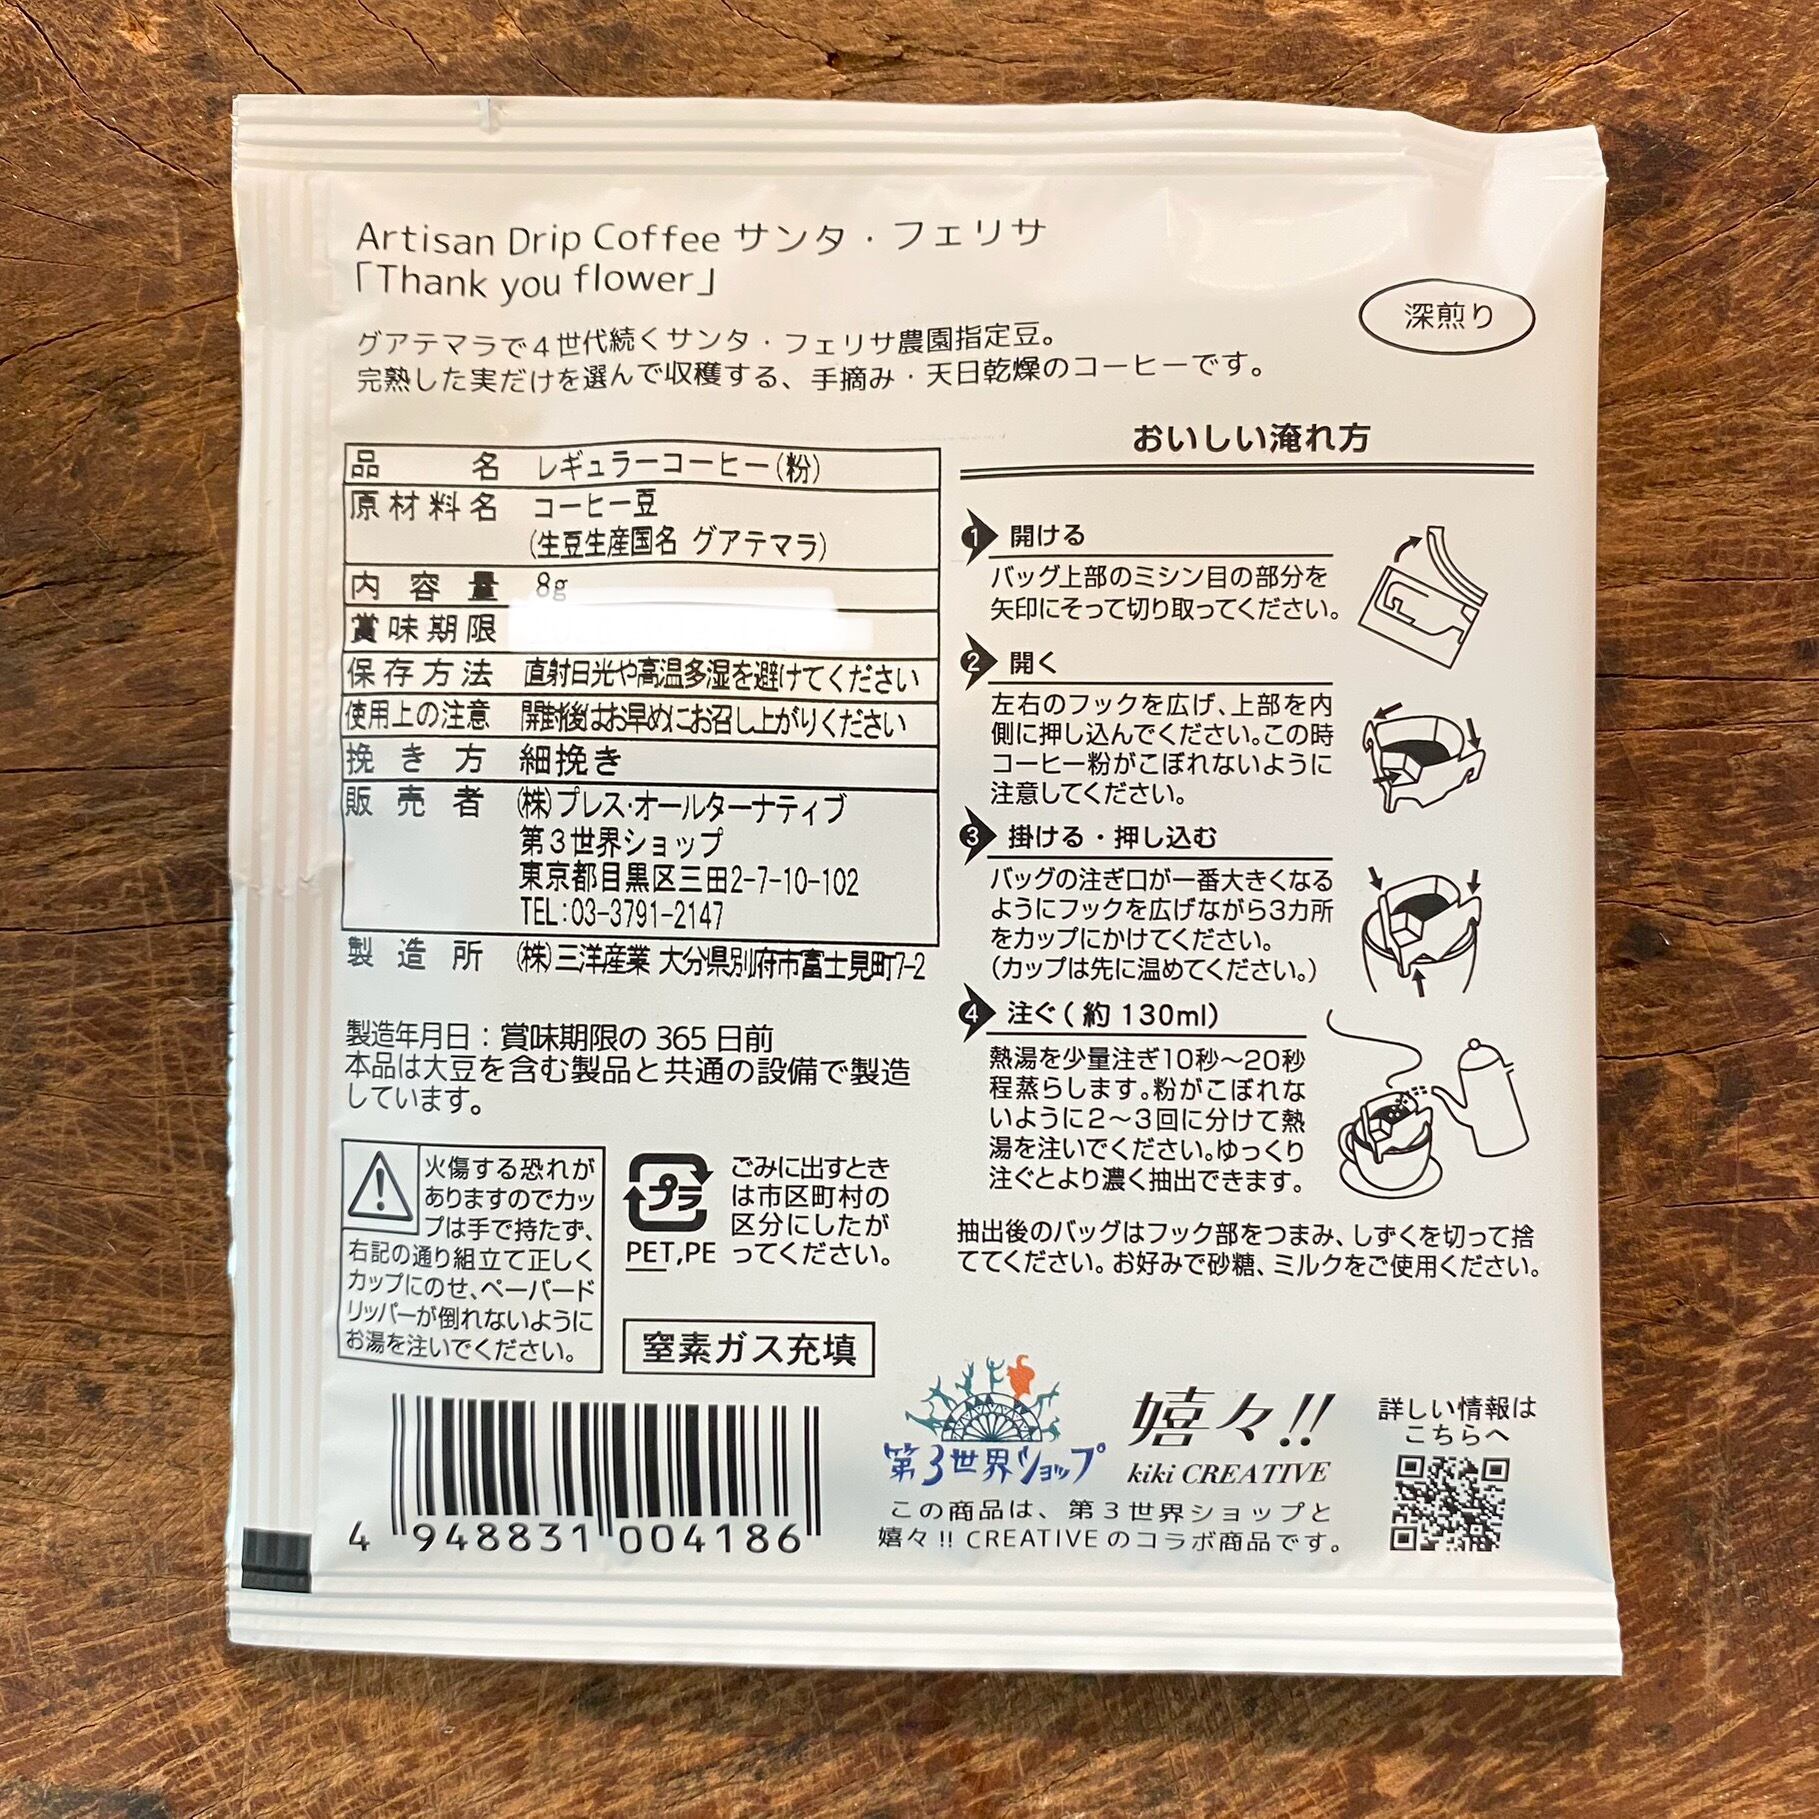 Artisan Drip Coffee サンタ・フェリサ
「Thank you flower」
深煎り
グアテマラで4世代続くサンタ・フェリサ農園指定豆。
完熟した実だけを選んで収穫する、手摘み・天日乾燥のコーヒーです。
品名 レギュラーコーヒー(粉)
原材料名 コーヒー豆
(生豆生産国名 グアテマラ)
内容量 8g
賞味期限
保存方法 直射日光や高温多湿を避けてください
使用上の注意 開封後はお早めにお召し上がりください
挽き方 細挽き
販売者 (株)プレス・オールターナティブ
第3世界ショップ
東京都目黒区三田2-7-10-102
TEL:03-3791-2147
製造所 (株)三洋産業 大分県別府市富士見町7-2
製造年月日:賞味期限の 365 日前
本品は大豆を含む製品と共通の設備で製造
しています。
火傷する恐れが
ありますのでカッ
プは手で持たず、
右記の通り組立て正しく
カップにのせ、ペーパード
リッパーが倒れないように
お湯を注いでください。
プラ
PET,PE
ごみに出すとき
は市区町村の
区分にしたが
ってください。
窒素ガス充填
4 948831 004186
おいしい淹れ方
1 開ける
バッグ上部のミシン目の部分を
矢印にそって切り取ってください。
2 開く
左右のフックを広げ、上部を内
側に押し込んでください。この時
コーヒー粉がこぼれないように
注意してください。
3 掛ける・押し込む
バッグの注ぎ口が一番大きくなる
ようにフックを広げながら3カ所
をカップにかけてください。
(カップは先に温めてください。)
4 注ぐ(約 130ml)
熱湯を少量注ぎ10秒〜20秒
程蒸らします。粉がこぼれな
いように2〜3回に分けて熱
湯を注いでください。ゆっくり
注ぐとより濃く抽出できます。
抽出後のバッグはフック部をつまみ、しずくを切って捨
ててください。お好みで砂糖、ミルクをご使用ください。
第3世界ショップ
嬉々!!
kiki CREATIVE
この商品は、第3世界ショップと
嬉々!! CREATIVE のコラボ商品です。
詳しい情報は
こちらへ